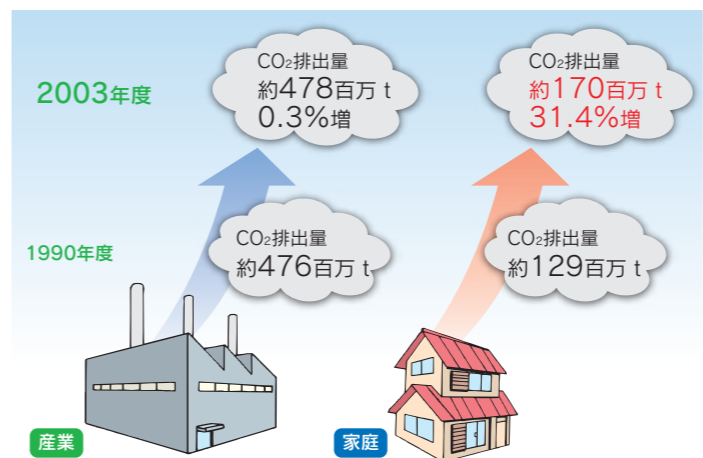 2003年度
CO₂排出量
約478百万 t
0.3%増
CO₂排出量
約170百万 t
31.4%増
1990年度
CO₂排出量
約476百万 t
CO₂排出量
約129百万 t
産業
家庭